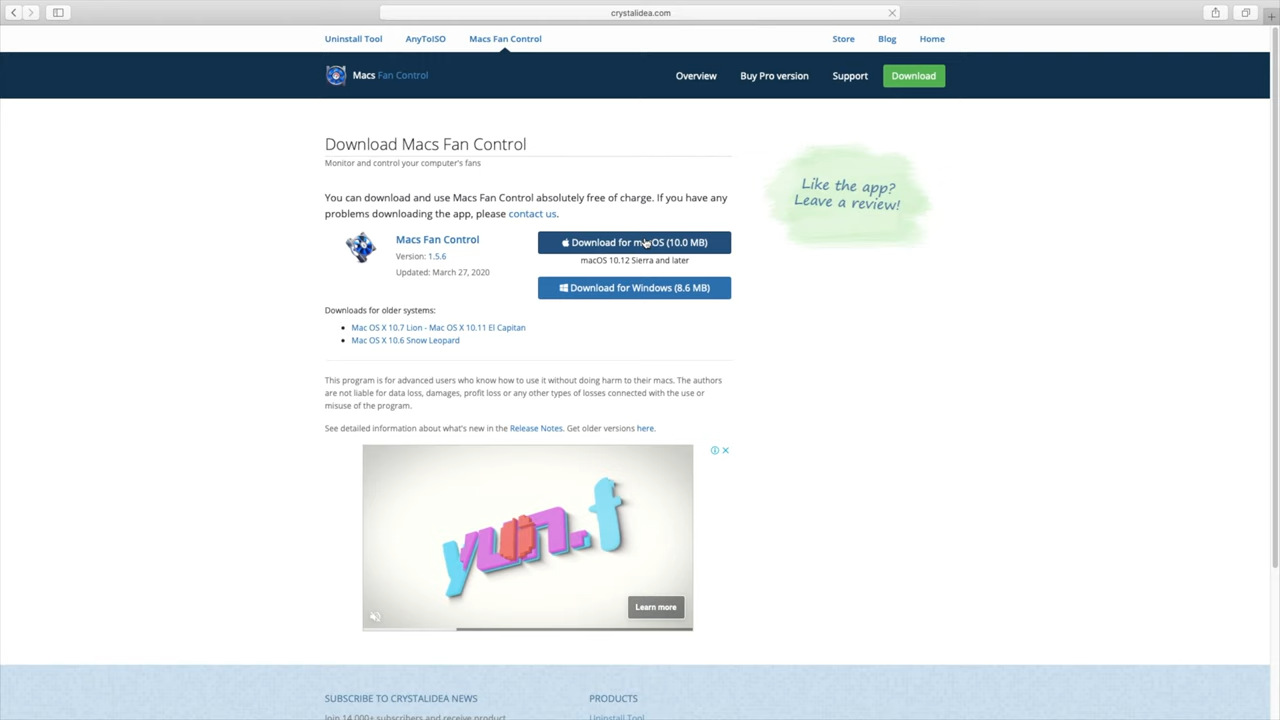 crystalidea.com
Uninstall Tool AnyToISO Macs Fan Control Store Blog Home
Macs Fan Control Overview Buy Pro version Support Download
Download Macs Fan Control
Monitor and control your computer's fans
You can download and use Macs Fan Control absolutely free of charge. If you have any
problems downloading the app, please contact us.
Like the app?
Leave a review!
Macs Fan Control
Version: 1.5.6
Updated: March 27, 2020
Download for macOS (10.0 MB)
macOS 10.12 Sierra and later
Download for Windows (8.6 MB)
Downloads for older systems:
Mac OS X 10.7 Lion - Mac OS X 10.11 El Capitan
Mac OS X 10.6 Snow Leopard
This program is for advanced users who know how to use it without doing harm to their macs. The authors
are not liable for data loss, damages, profit loss or any other types of losses connected with the use or
misuse of the program.
See detailed information about what's new in the Release Notes. Get older versions here.
Learn more
SUBSCRIBE TO CRYSTALIDEA NEWS
Join 14,000+ subscribers and receive product
PRODUCTS
Uninstall Tool